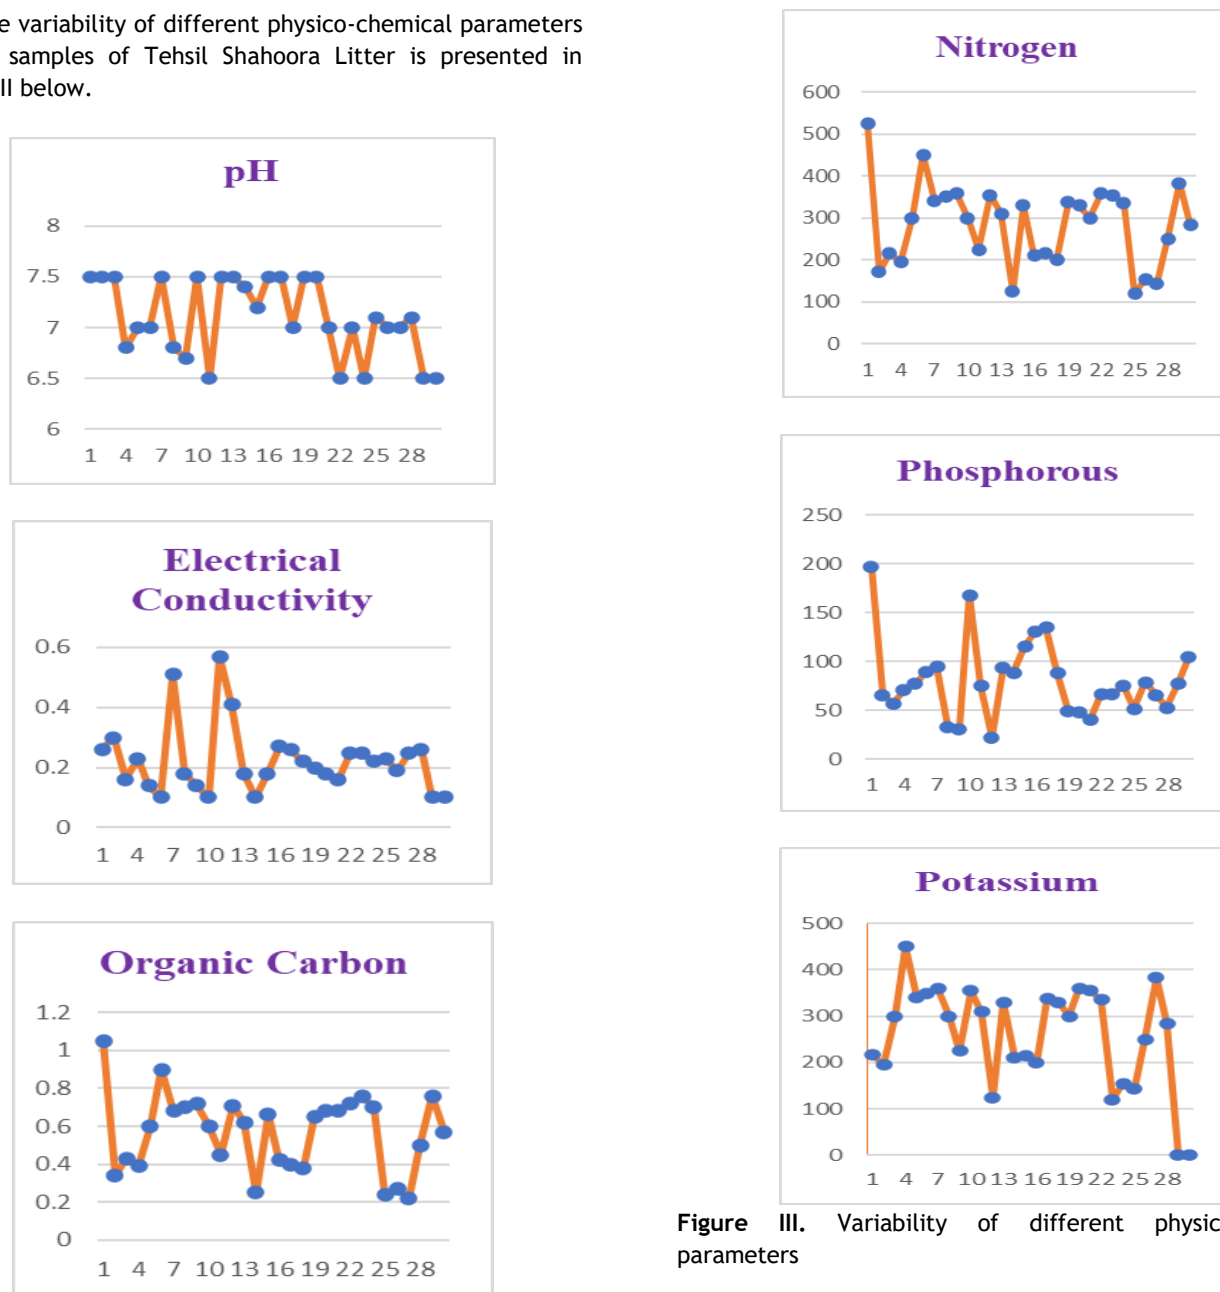 e variability of different physico-chemical parameters
samples of Tehsil Shahoora Litter is presented in
II below.
pH
8
7.5
7
6.5
6
1 4 7 10 13 16 19 22 25 28
Electrical
Conductivity
0.6
0.4
0.2
0
1 4 7 10 13 16 19 22 25 28
Organic Carbon
1.2
1
0.8
0.6
0.4
0.2
0
1 4 7 10 13 16 19 22 25 28
Nitrogen
600
500
400
300
200
100
0
1 4 7 10 13 16 19 22 25 28
Phosphorous
250
200
150
100
50
0
1 4 7 10 13 16 19 22 25 28
Potassium
500
400
300
200
100
0
1 4 7 10 13 16 19 22 25 28
Figure III. Variability of different physic
parameters